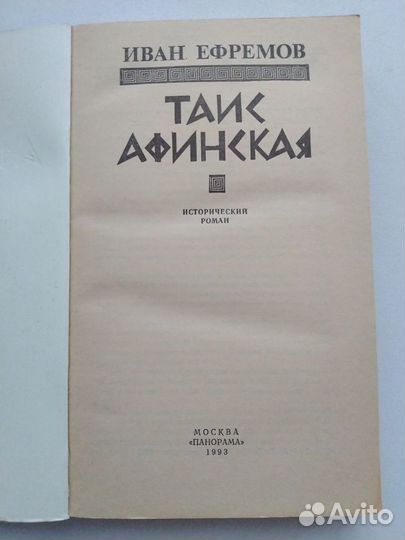 ИВАН ЕФРЕМОВ
ТАИС
АФИНСКАЯ
ИСТОРИЧЕСКИЙ
РОМАН
МОСКВА
«ПАНОРАМА»
1993
Avito